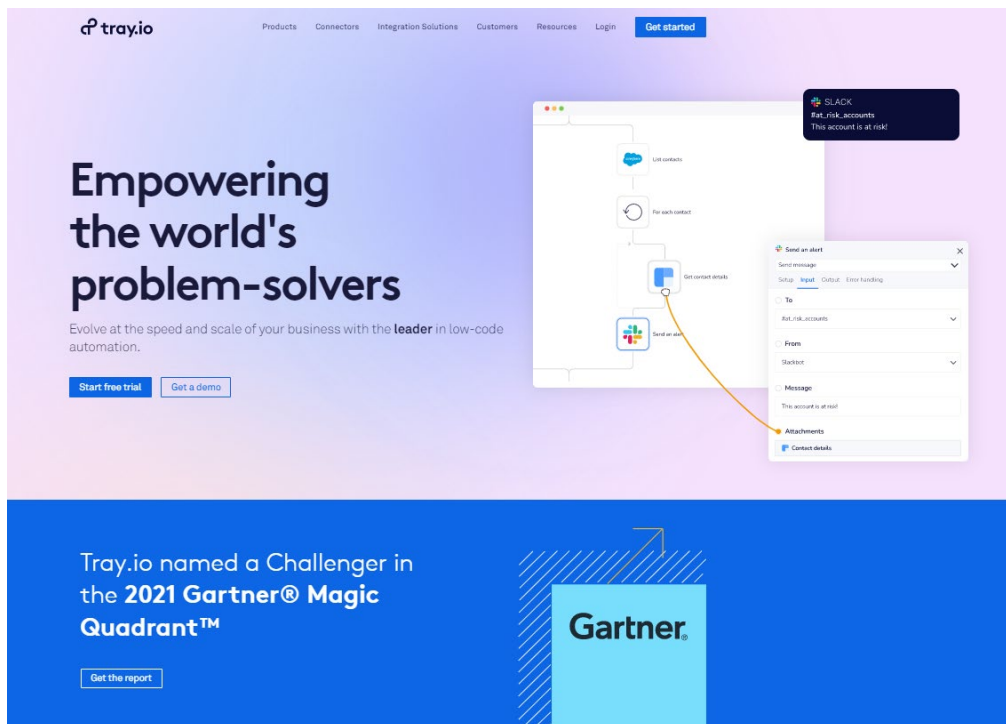 tray.io
Products Connectors Integration Solutions Customers Resources Login Get started
Empowering
the world's
problem-solvers
Evolve at the speed and scale of your business with the leader in low-code
automation.
Start free trial Get a demo
SLACK
#at_risk_accounts
This account is at risk!
salesforce
List contacts
For each contact
Get contact details
Send an alert
Send an alert
Send message
Setup Input Output Error handling
To
#at_risk_accounts
From
Slackbot
Message
This account is at risk!
Attachments
Contact details
Tray.io named a Challenger in
the 2021 Gartner® Magic
Quadrant™
Get the report
Gartner®